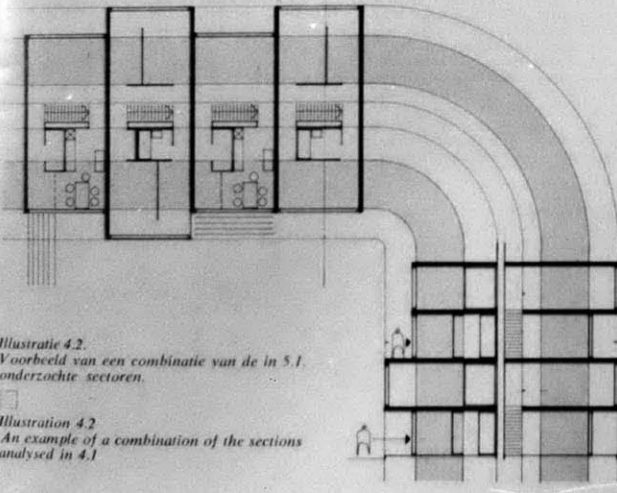 Illustratie 4.2.
Voorbeeld van een combinatie van de in 5.1.
onderzochte sectoren.
Illustration 4.2
An example of a combination of the sections
analysed in 4.1